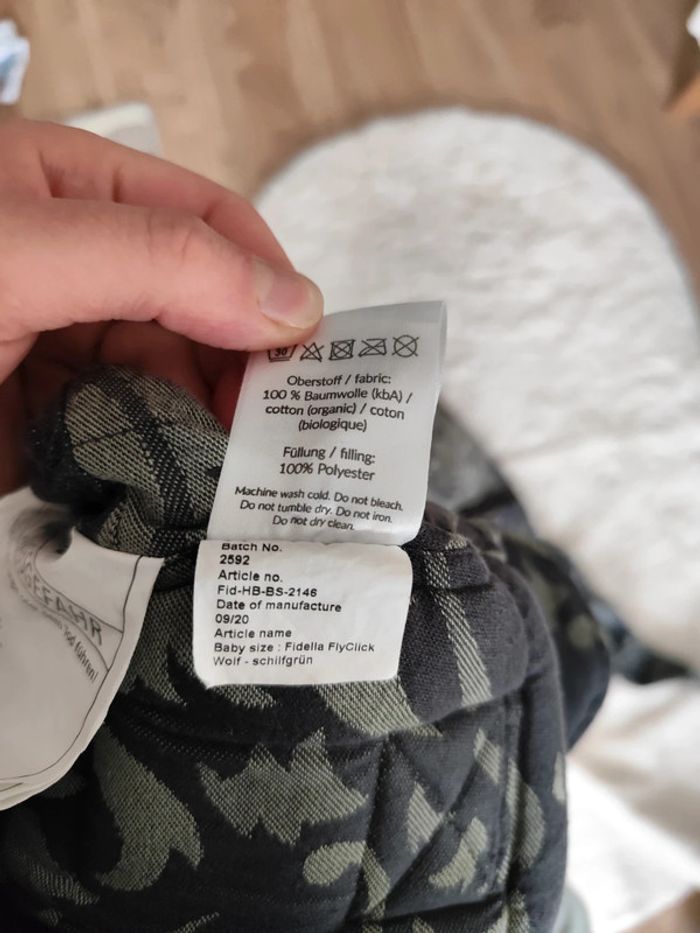 30
Oberstoff / fabric:
100 % Baumwolle (kbA) /
cotton (organic) / coton
(biologique)
Füllung / filling:
100% Polyester
Machine wash cold. Do not bleach.
Do not tumble dry. Do not iron.
Do not dry clean.
Batch No.
2592
Article no.
Fid-HB-BS-2146
Date of manufacture
09/20
Article name
Baby size : Fidella FlyClick
Wolf - schilfgrün
GEFAHR
führen!